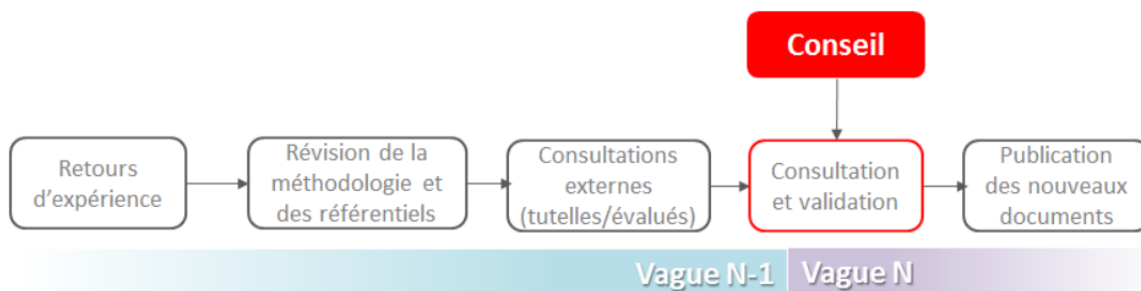 Conseil
Retours
d’expérience
Révision de la
méthodologie et
des référentiels
Consultations
externes
(tutelles/évalués)
Consultation
et validation
Publication
des nouveaux
documents
Vague N-1
Vague N